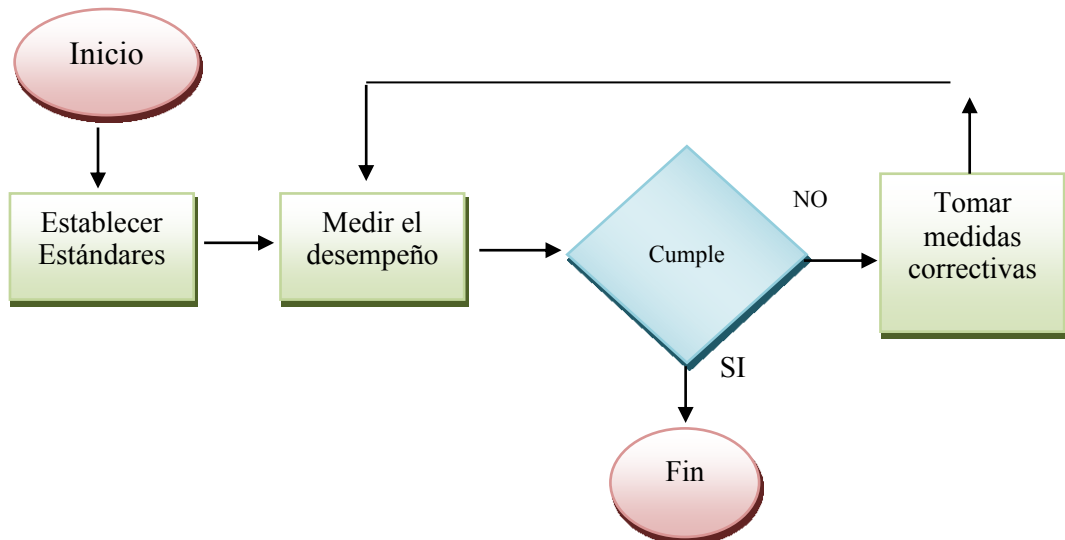 Inicio
Establecer
Estándares
Medir el
desempeño
Cumple
NO
Tomar
medidas
correctivas
SI
Fin